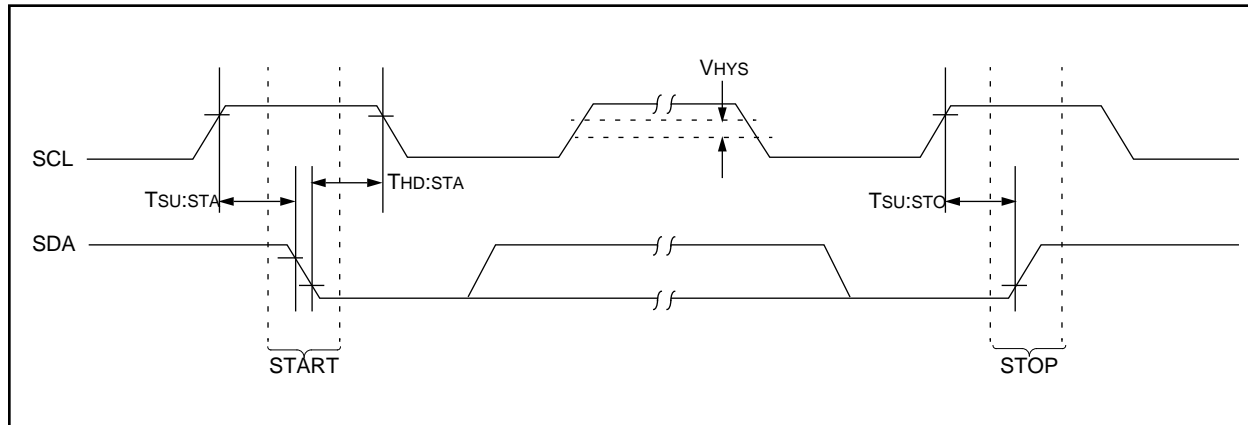 VHYS
SCL
THD:STA
TSU:STA
TSU:STO
SDA
START
STOP